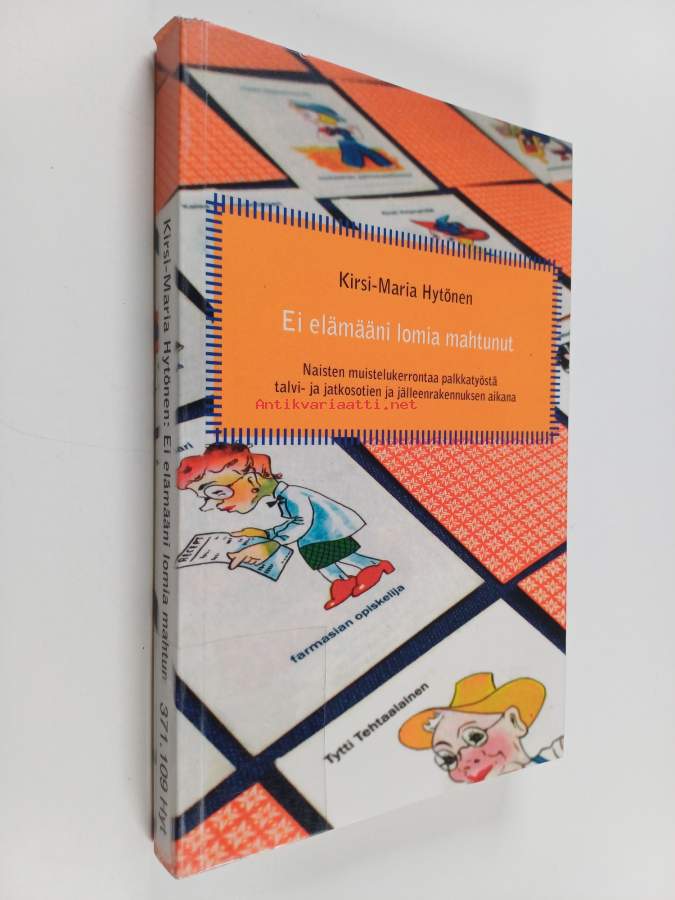 Kirsi-Maria Hytönen
Ei elämääni lomia mahtunut
Naisten muistelukerrontaa palkkatyöstä
talvi- ja jatkosotien ja jälleenrakennuksen aikana
Antikvariaatti.net
RECEPT
farmasian opiskelija
Tytti Tehtaalainen
Kirsi-Maria Hytönen: Ei elämääni lomia mahtun
371.109 Hyt